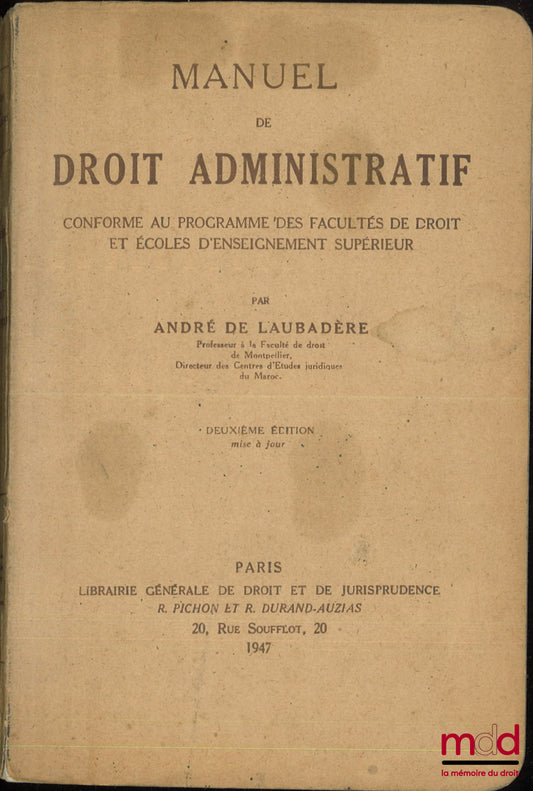 MANUEL
DE
DROIT ADMINISTRATIF
CONFORME AU PROGRAMME DES FACULTÉS DE DROIT
ET ÉCOLES D'ENSEIGNEMENT SUPÉRIEUR
PAR
ANDRÉ DE LAUBADÈRE
Professeur à la Faculté de droit
de Montpellier,
Directeur des Centres d'Etudes juridiques
du Maroc.
DEUXIÈME ÉDITION
mise à jour
PARIS
LIBRAIRIE GÉNÉRALE DE DROIT ET DE JURISPRUDENCE
R. PICHON ET R. DURAND-AUZIAS
20, RUE SOUFFLOT, 20
1947
mdd
la mémoire du droit